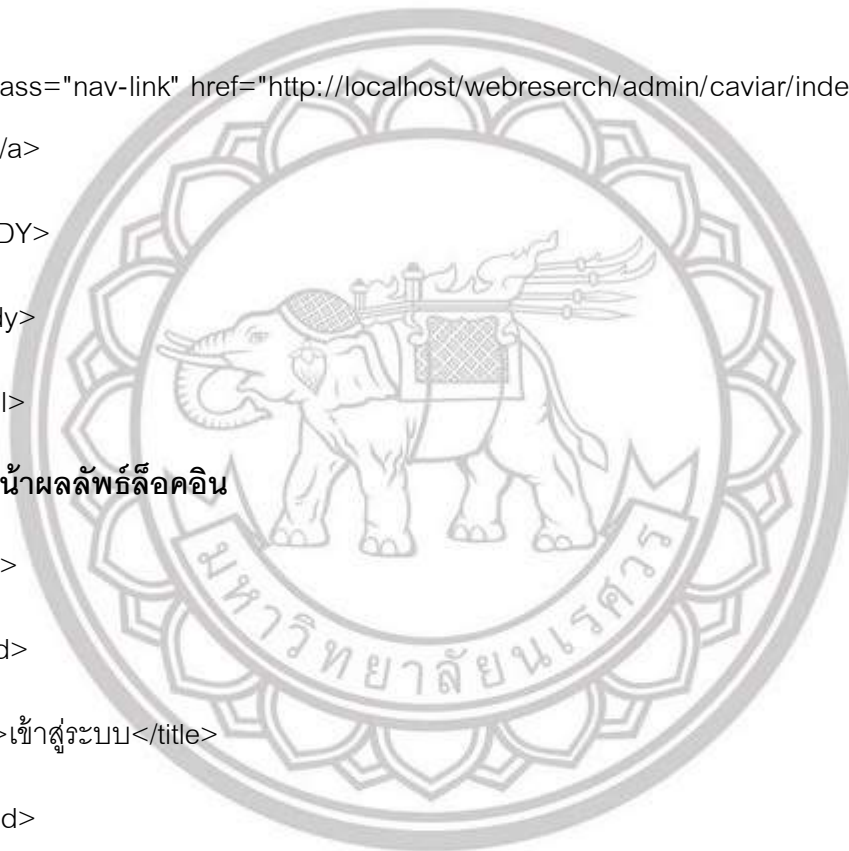 ass="nav-link" href="http://localhost/webreserch/admin/caviar/inde
/a>
DY>
dy>
l>
น้าผลลัพธ์ล็อคอิน
>
d>
>เข้าสู่ระบบ</title>
d>
มหาวิทยาลัยนเรศวร